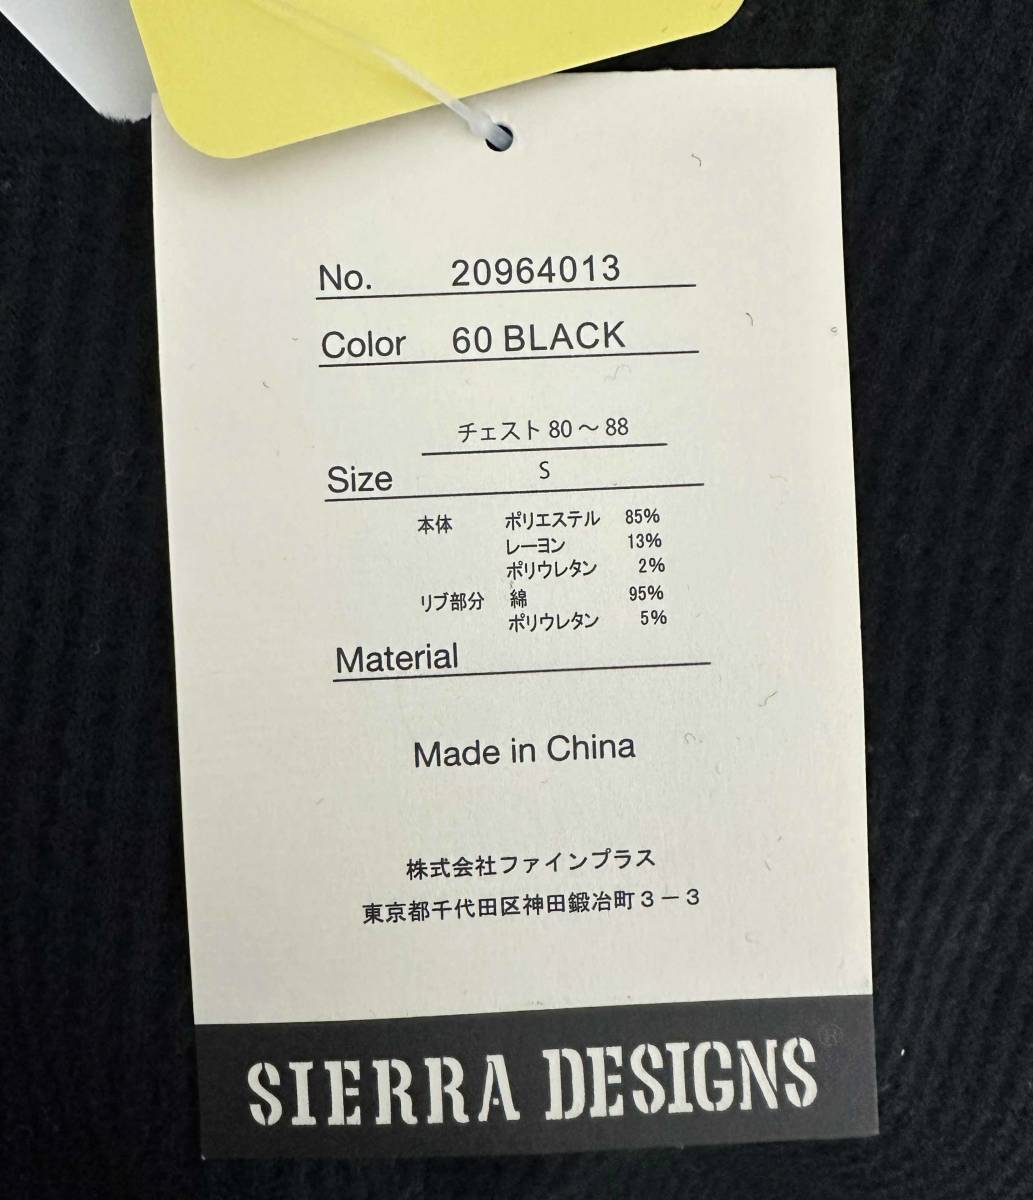 No. 20964013
Color 60 BLACK
チェスト 80～88
Size S
本体 ポリエステル 85%
レーヨン 13%
ポリウレタン 2%
リブ部分 綿 95%
ポリウレタン 5%
Material
Made in China
株式会社ファインプラス
東京都千代田区神田鍛冶町３－３
SIERRA DESIGNS®